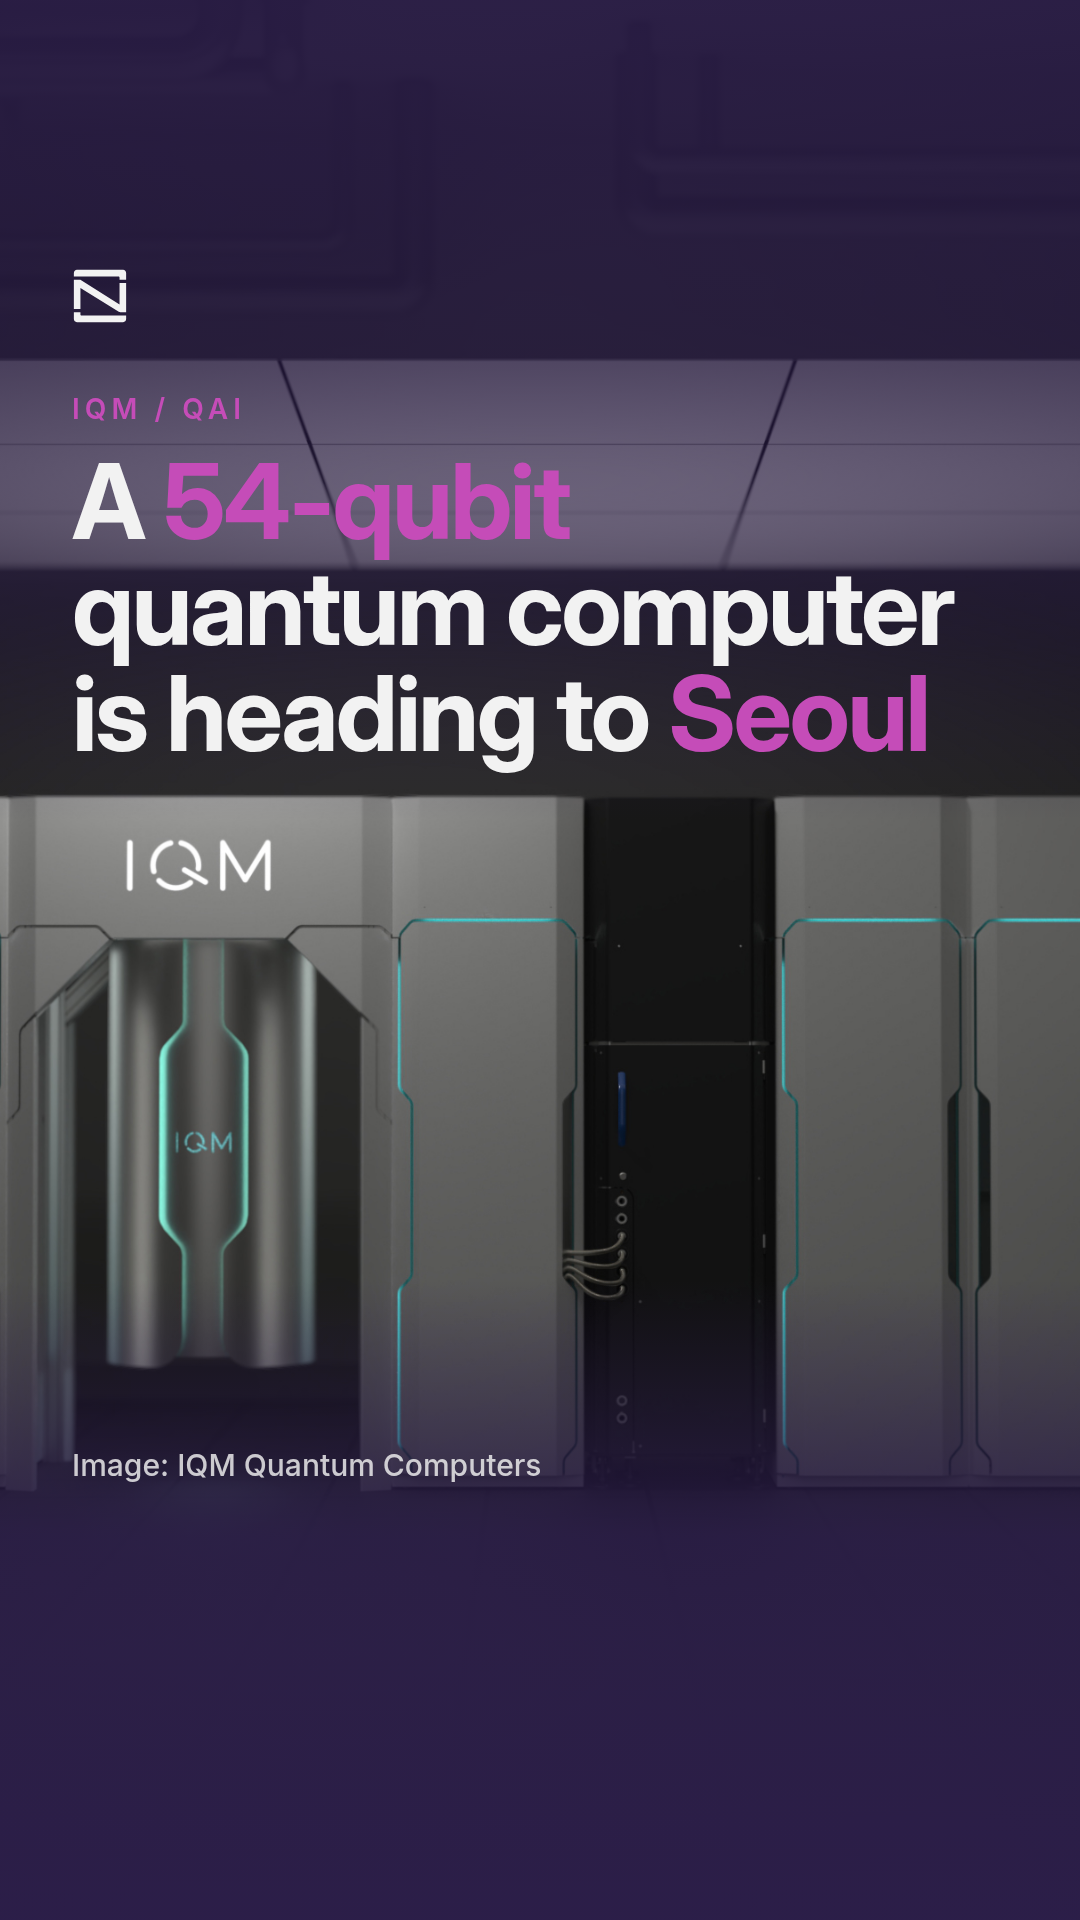 IQM / QAI
A 54-qubit
quantum computer
is heading to Seoul
IQM
IQM
Image: IQM Quantum Computers